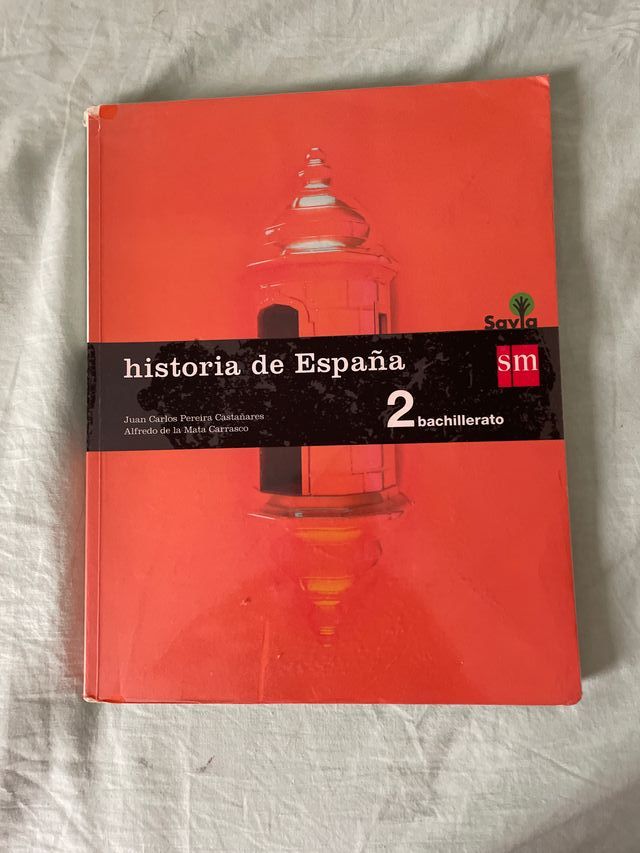 Savia
sm
historia de España
Juan Carlos Pereira Castañares
Alfredo de la Mata Carrasco
2 bachillerato